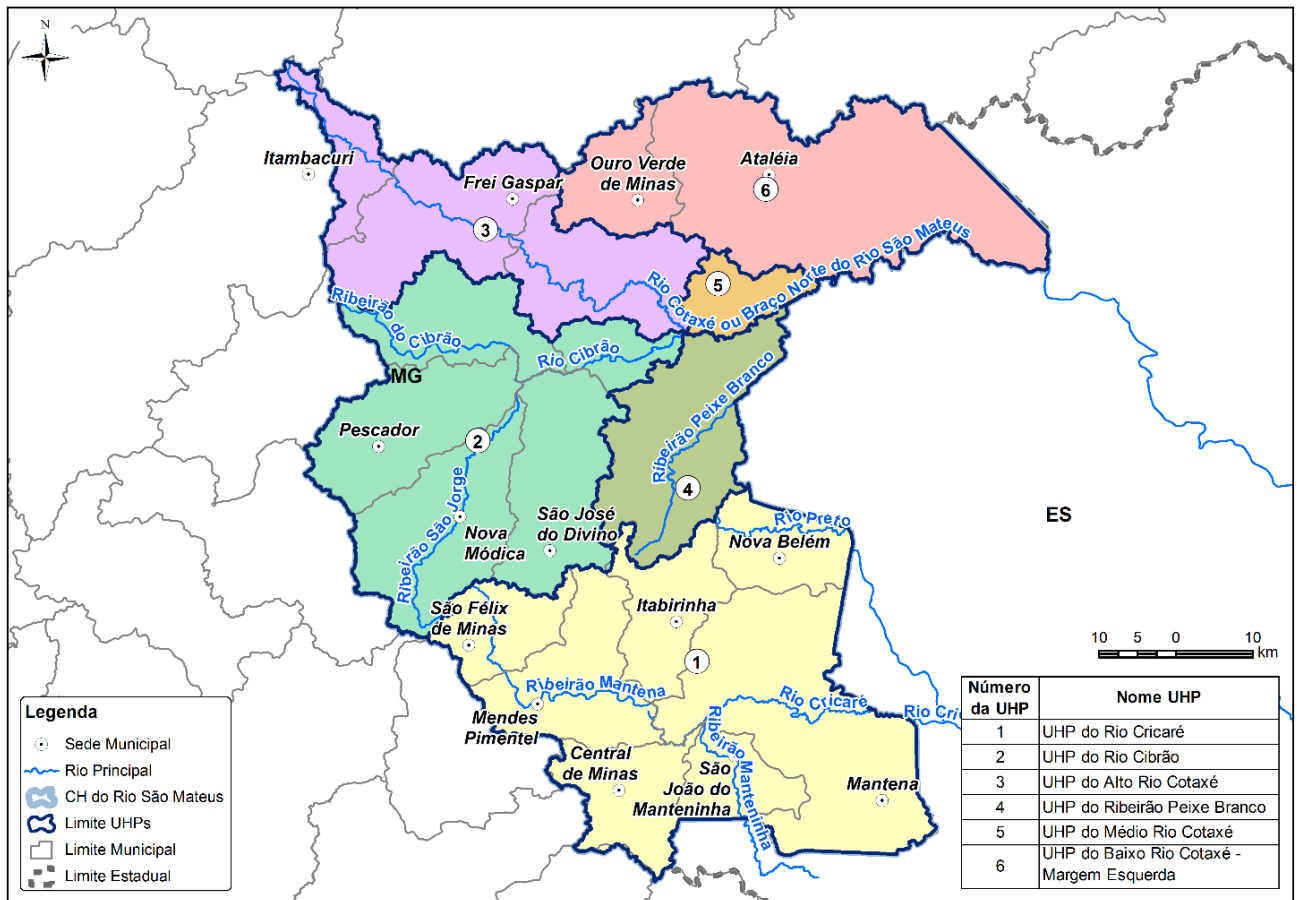 N
Itambacuri
Frei Gaspar
Ouro Verde
de Minas
Ataléia
6
3
5
Rio Cotaxé ou Braço Norte do Rio São Mateus
Ribeirão do Cibrão
Rio Cibrão
MG
Pescador
2
Ribeirão Peixe Branco
4
Ribeirão São Jorge
Nova
Módica
São José
do Divino
ES
Rio Preto
Nova Belém
São Félix
de Minas
Itabirinha
1
Ribeirão Mantena
Mendes
Pimentel
Rio Cricaré
Rio Cri
Ribeirão Manteninha
Central
de Minas
São
João do
Manteninha
Mantena
10 5 0 10
km
Legenda
Sede Municipal
Rio Principal
CH do Rio São Mateus
Limite UHPs
Limite Municipal
Limite Estadual
Número da UHP Nome UHP
1 UHP do Rio Cricaré
2 UHP do Rio Cibrão
3 UHP do Alto Rio Cotaxé
4 UHP do Ribeirão Peixe Branco
5 UHP do Médio Rio Cotaxé
6 UHP do Baixo Rio Cotaxé -
Margem Esquerda